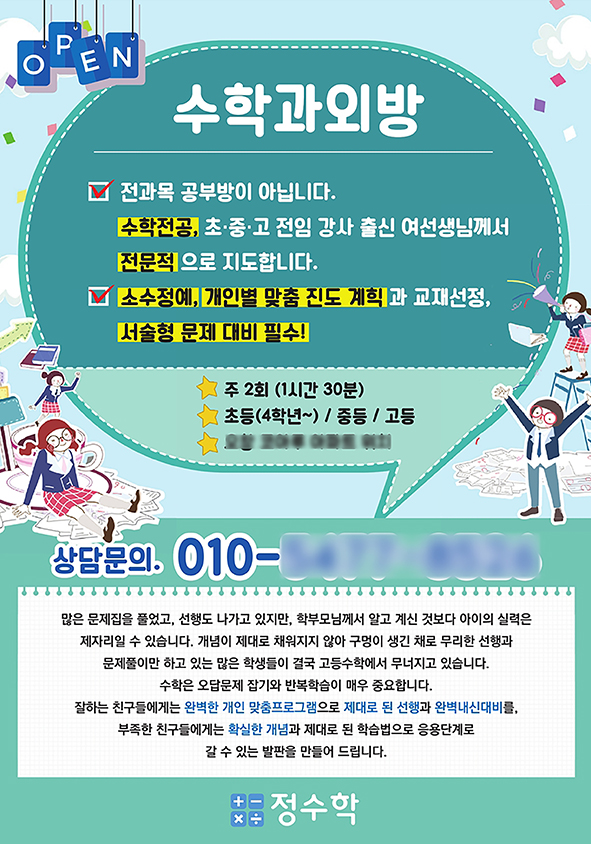 OPEN
수학과외방
전과목 공부방이 아닙니다.
수학전공, 초·중·고 전임 강사 출신 여선생님께서
전문적 으로 지도합니다.
소수정예, 개인별 맞춤 진도 계획 과 교재선정,
서술형 문제 대비 필수!
주 2회 (1시간 30분)
초등(4학년~) / 중등 / 고등
상담문의. 010-
많은 문제집을 풀었고, 선행도 나가고 있지만, 학부모님께서 알고 계신 것보다 아이의 실력은
제자리일 수 있습니다. 개념이 제대로 채워지지 않아 구멍이 생긴 채로 무리한 선행과
문제풀이만 하고 있는 많은 학생들이 결국 고등수학에서 무너지고 있습니다.
수학은 오답문제 잡기와 반복학습이 매우 중요합니다.
잘하는 친구들에게는 완벽한 개인 맞춤프로그램으로 제대로 된 선행과 완벽내신대비를,
부족한 친구들에게는 확실한 개념과 제대로 된 학습법으로 응용단계로
갈 수 있는 발판을 만들어 드립니다.
정수학